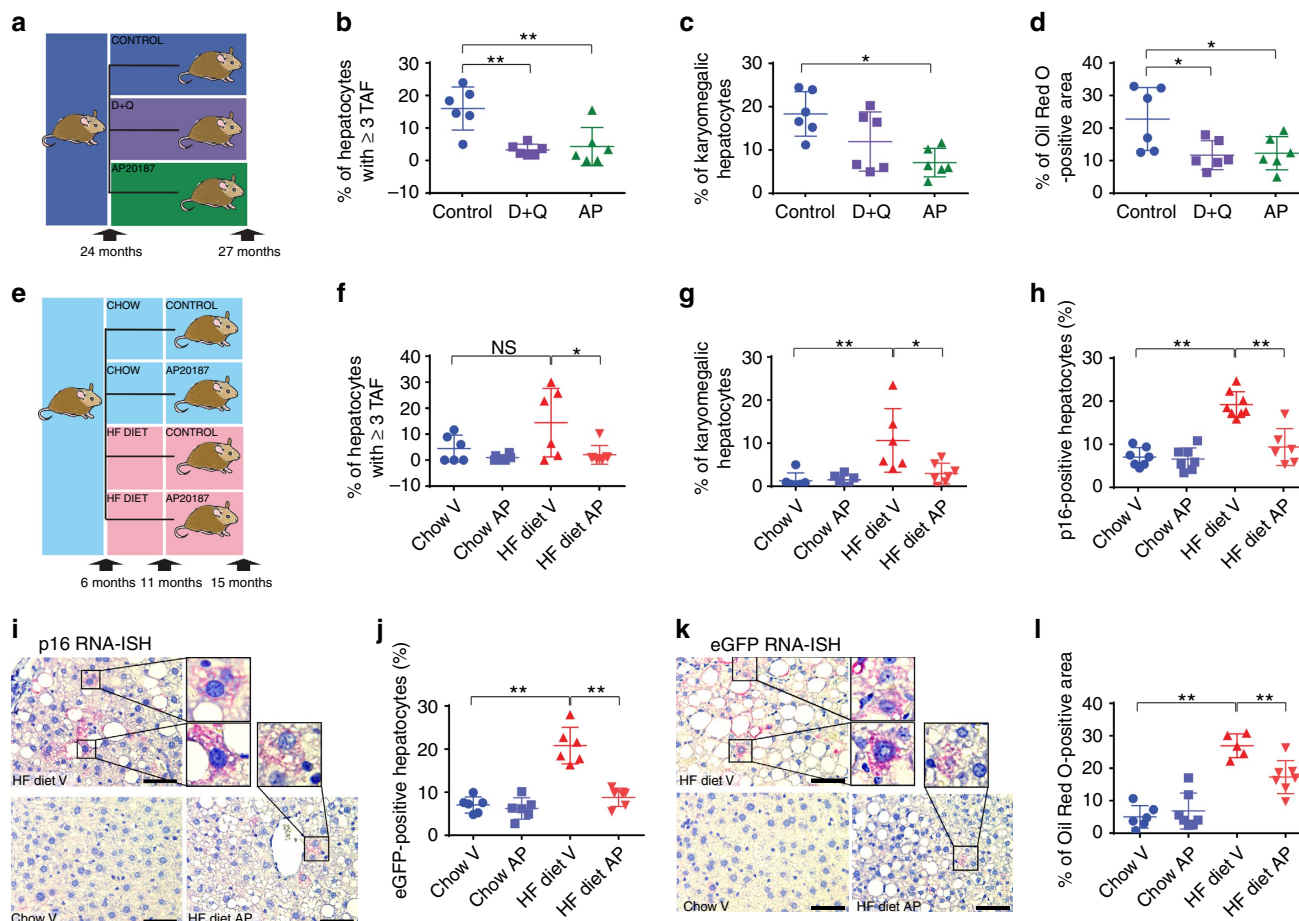 a
CONTROL
D+Q
AP20187
24 months
27 months
b
% of hepatocytes
with ≥ 3 TAF
30
20
10
0
−10
**
**
Control
D+Q
AP
c
% of karyomegalic
hepatocytes
30
20
10
0
*
Control
D+Q
AP
d
% of Oil Red O
-positive area
40
30
20
10
0
*
*
Control
D+Q
AP
e
CHOW
CONTROL
CHOW
AP20187
HF DIET
CONTROL
HF DIET
AP20187
6 months
11 months
15 months
f
% of hepatocytes
with ≥ 3 TAF
40
30
20
10
0
−10
NS
*
Chow V
Chow AP
HF diet V
HF diet AP
g
% of karyomegalic
hepatocytes
30
20
10
0
**
*
Chow V
Chow AP
HF diet V
HF diet AP
h
p16-positive hepatocytes (%)
30
20
10
0
**
**
Chow V
Chow AP
HF diet V
HF diet AP
i
p16 RNA-ISH
HF diet V
Chow V
HF diet AP
j
eGFP-positive hepatocytes (%)
30
20
10
0
**
**
Chow V
Chow AP
HF diet V
HF diet AP
k
eGFP RNA-ISH
HF diet V
Chow V
HF diet AP
l
% of Oil Red O-positive area
40
30
20
10
0
**
**
Chow V
Chow AP
HF diet V
HF diet AP